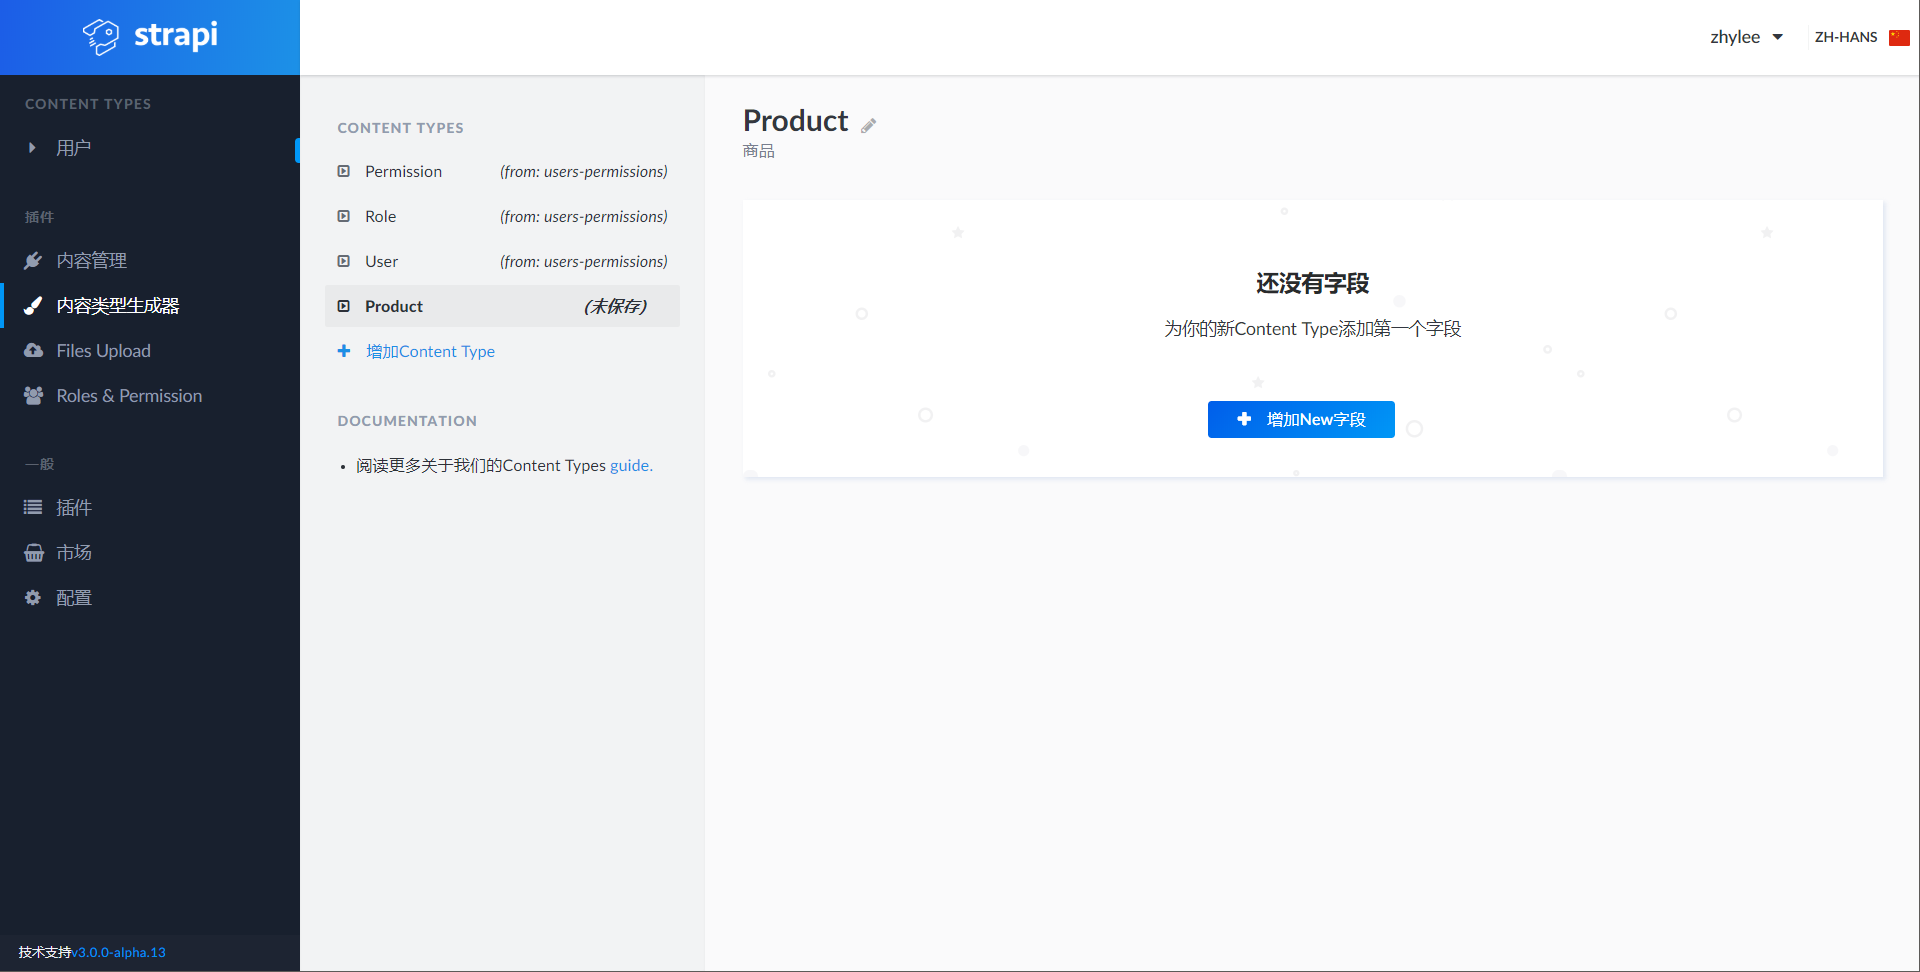 strapi
zhylee
ZH-HANS
CONTENT TYPES
用户
插件
内容管理
内容类型生成器
Files Upload
Roles & Permission
一般
插件
市场
配置
技术支持v3.0.0-alpha.13
CONTENT TYPES
Permission (from: users-permissions)
Role (from: users-permissions)
User (from: users-permissions)
Product (未保存)
增加Content Type
DOCUMENTATION
• 阅读更多关于我们的Content Types guide.
Product
商品
还没有字段
为你的新Content Type添加第一个字段
增加New字段